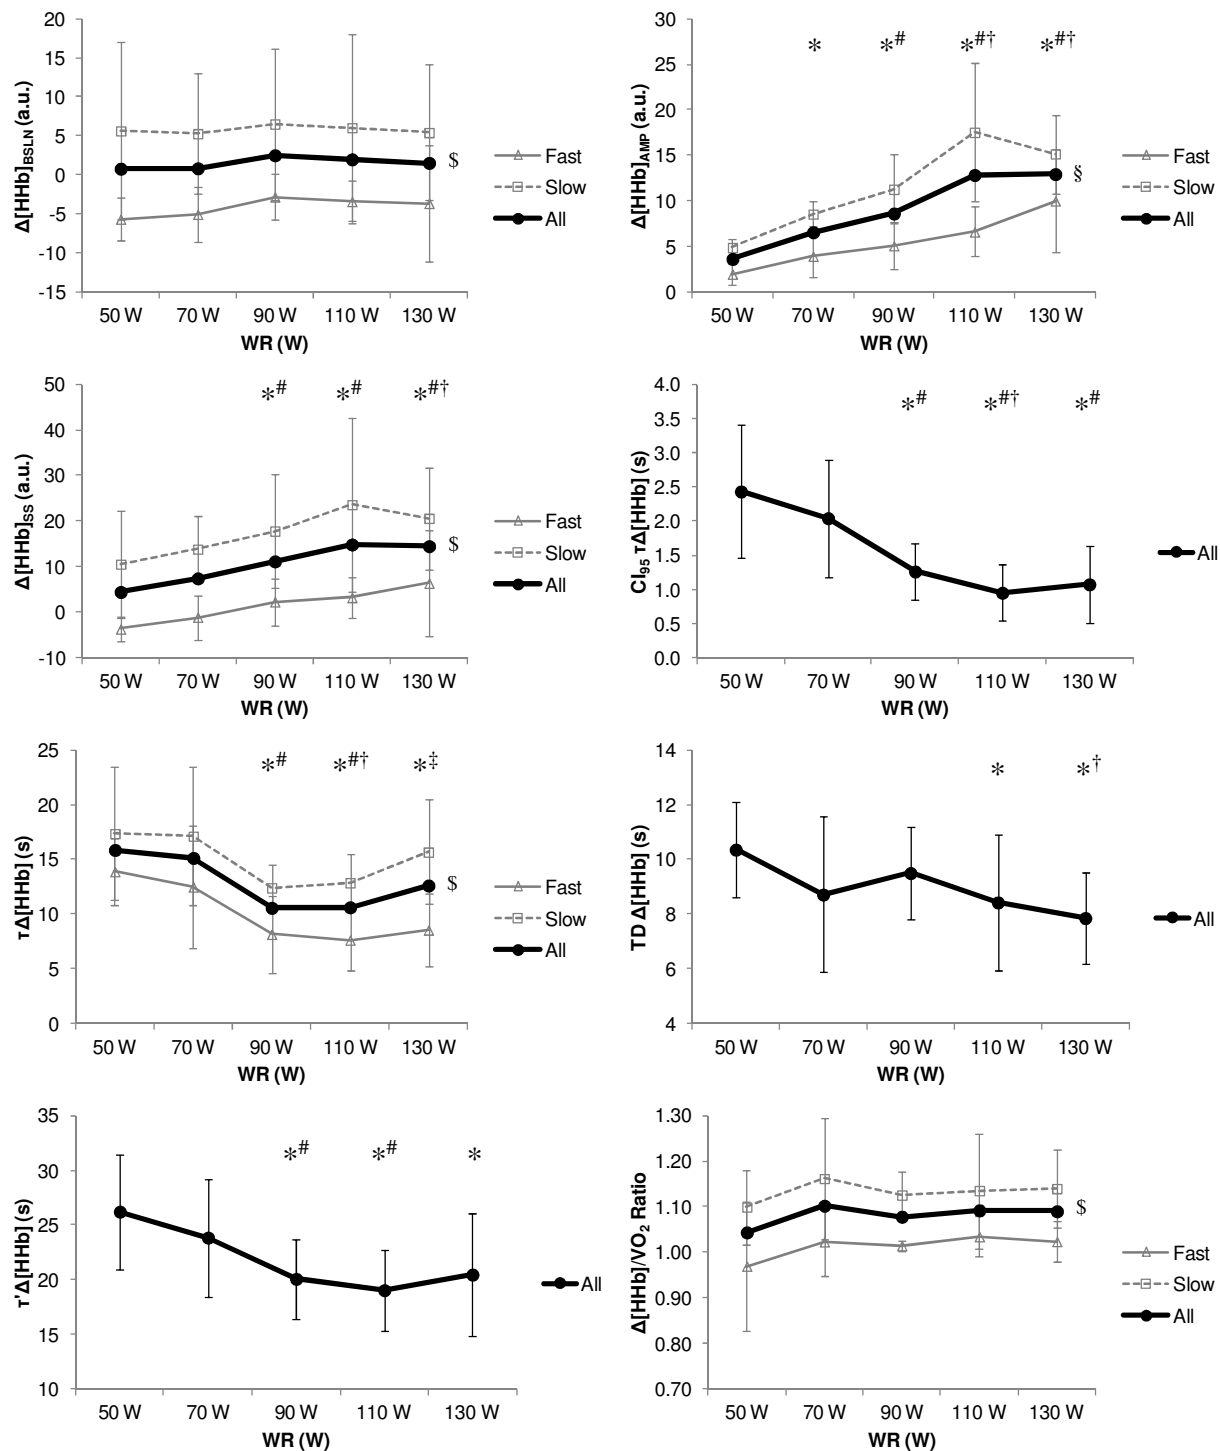 20
15
10
5
0
-5
-10
-15
Δ[HHb]BSLN (a.u.)
$
Fast
Slow
All
50 W 70 W 90 W 110 W 130 W
WR (W)
30
25
20
15
10
5
0
Δ[HHb]AMP (a.u.)
* *# *#† *#†
§
Fast
Slow
All
50 W 70 W 90 W 110 W 130 W
WR (W)
50
40
30
20
10
0
-10
Δ[HHb]SS (a.u.)
*# *# *#†
$
Fast
Slow
All
50 W 70 W 90 W 110 W 130 W
WR (W)
4.0
3.5
3.0
2.5
2.0
1.5
1.0
0.5
0.0
CI95 τΔ[HHb] (s)
*# *#† *#
All
50 W 70 W 90 W 110 W 130 W
WR (W)
25
20
15
10
5
0
τΔ[HHb] (s)
*# *#† *‡
$
Fast
Slow
All
50 W 70 W 90 W 110 W 130 W
WR (W)
14
12
10
8
6
4
TD Δ[HHb] (s)
* *†
All
50 W 70 W 90 W 110 W 130 W
WR (W)
35
30
25
20
15
10
τ'Δ[HHb] (s)
*# *# *
All
50 W 70 W 90 W 110 W 130 W
WR (W)
1.30
1.20
1.10
1.00
0.90
0.80
0.70
Δ[HHb]/VO2 Ratio
$
Fast
Slow
All
50 W 70 W 90 W 110 W 130 W
WR (W)